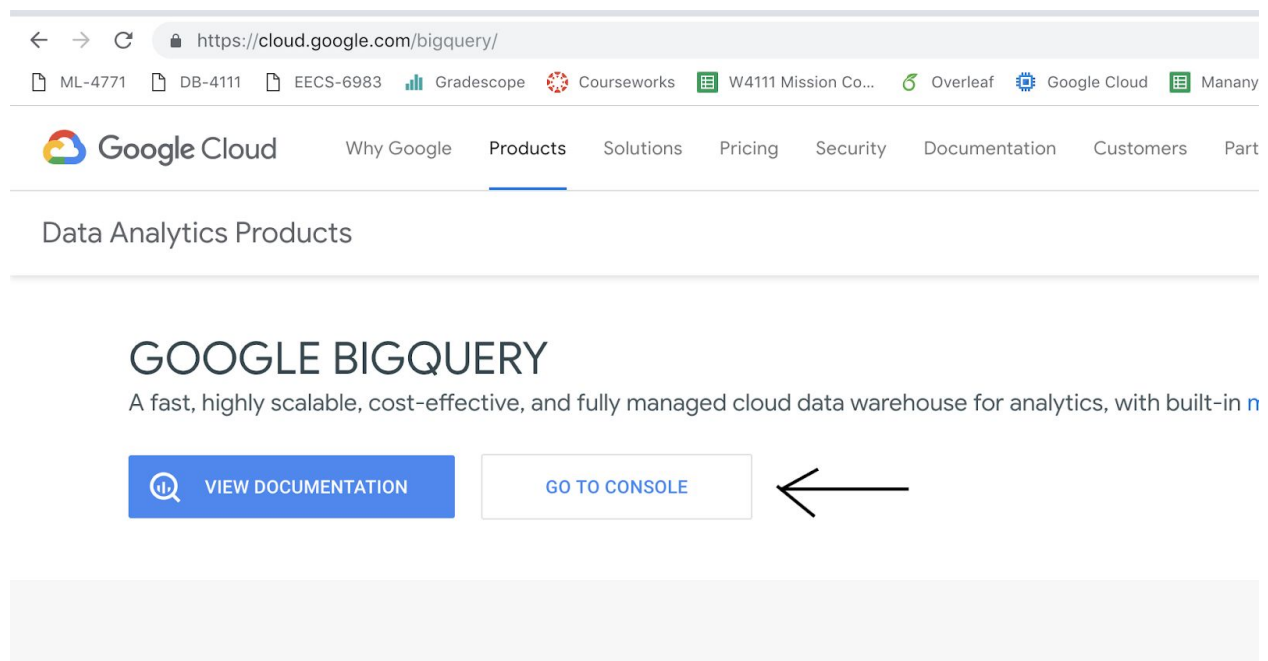 https://cloud.google.com/bigquery/
ML-4771 DB-4111 EECS-6983 Gradescope Courseworks W4111 Mission Co... Overleaf Google Cloud Manany
Google Cloud Why Google Products Solutions Pricing Security Documentation Customers Part
Data Analytics Products
GOOGLE BIGQUERY
A fast, highly scalable, cost-effective, and fully managed cloud data warehouse for analytics, with built-in
VIEW DOCUMENTATION GO TO CONSOLE